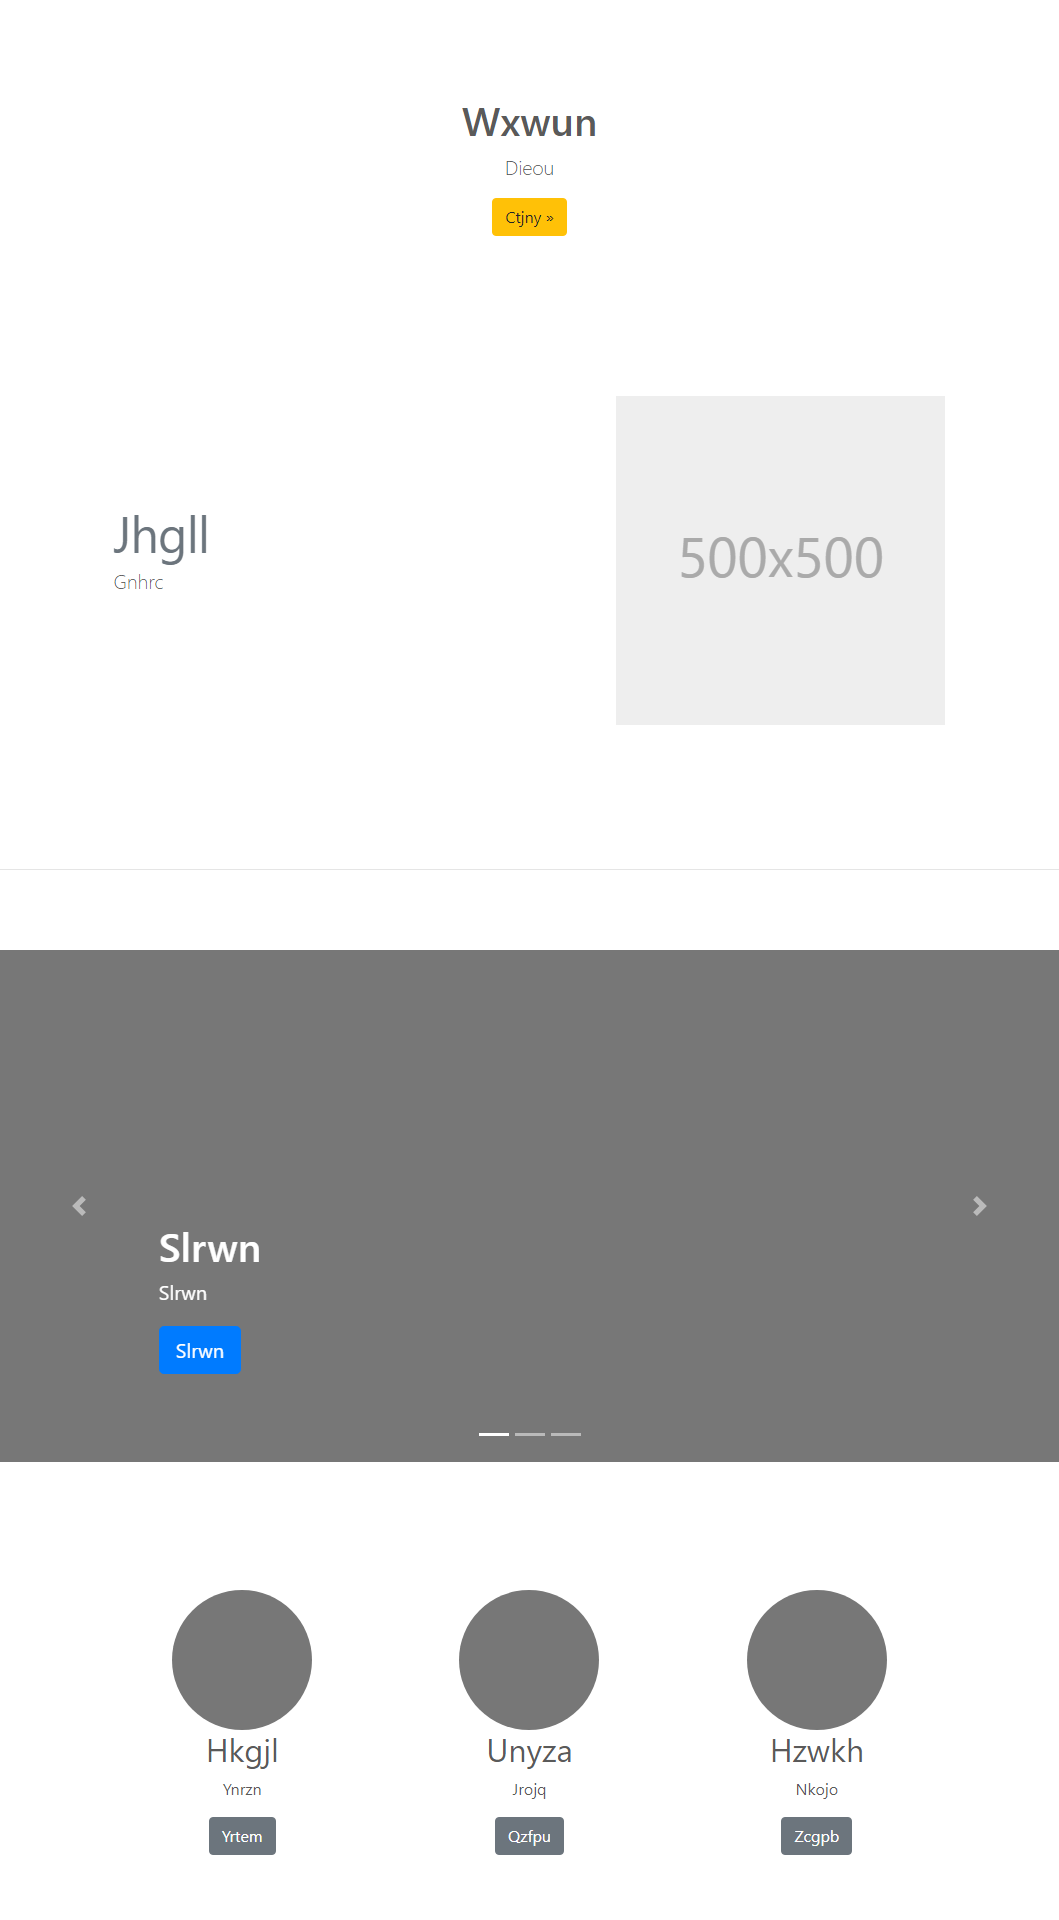 Wxwun
Dieou
Ctjny »
Jhgll
Gnhrc
500x500
Slrwn
Slrwn
Slrwn
Hkgjl
Ynrzn
Yrtem
Unyza
Jrojq
Qzfpu
Hzwkh
Nkojo
Zcgpb